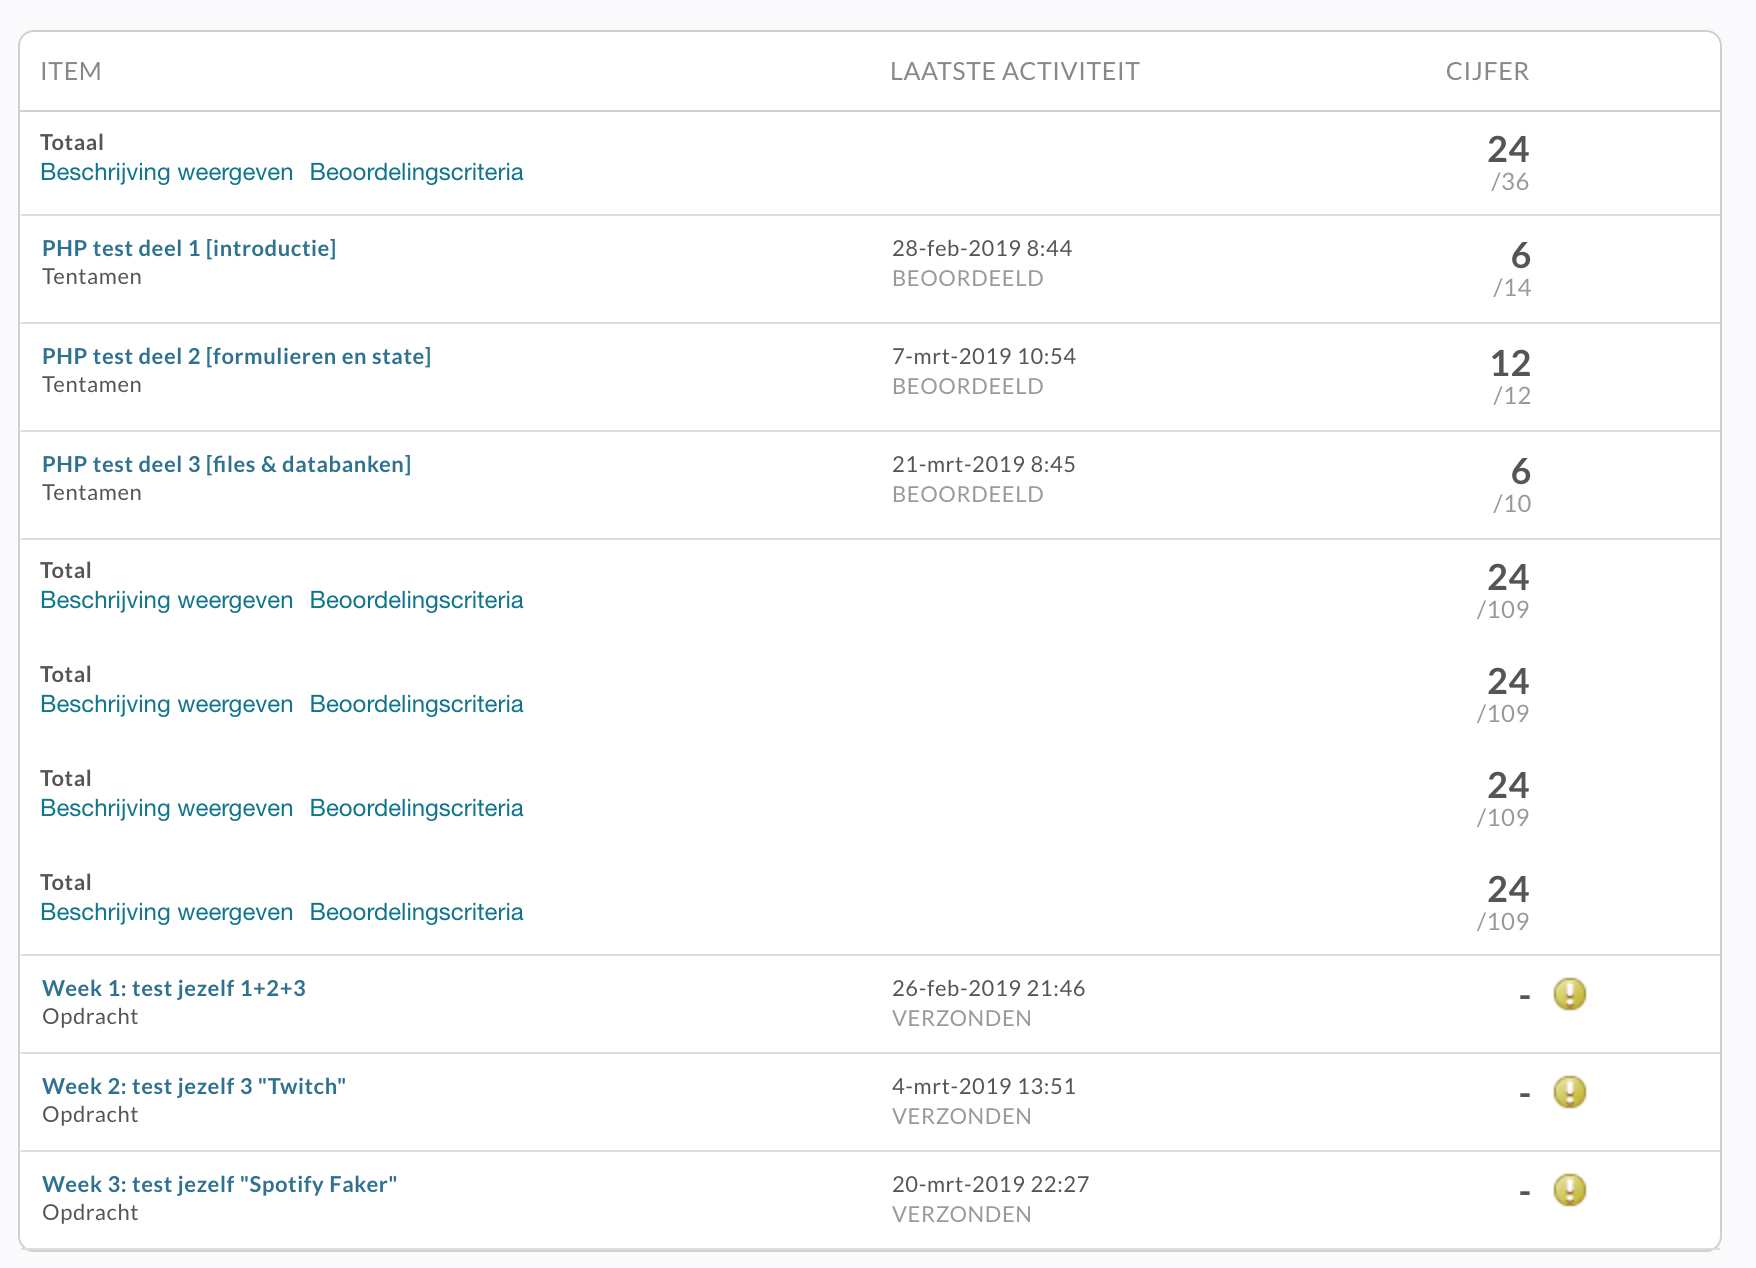 ITEM LAATSTE ACTIVITEIT CIJFER
Totaal
24
Beschrijving weergeven Beoordelingscriteria
/36
PHP test deel 1 [introductie] 28-feb-2019 8:44 6
Tentamen BEOORDEELD /14
PHP test deel 2 [formulieren en state] 7-mrt-2019 10:54 12
Tentamen BEOORDEELD /12
PHP test deel 3 [files & databanken] 21-mrt-2019 8:45 6
Tentamen BEOORDEELD /10
Total 24
Beschrijving weergeven Beoordelingscriteria /109
Total 24
Beschrijving weergeven Beoordelingscriteria /109
Total 24
Beschrijving weergeven Beoordelingscriteria /109
Total 24
Beschrijving weergeven Beoordelingscriteria /109
Week 1: test jezelf 1+2+3 26-feb-2019 21:46 -
Opdracht VERZONDEN
Week 2: test jezelf 3 "Twitch" 4-mrt-2019 13:51 -
Opdracht VERZONDEN
Week 3: test jezelf "Spotify Faker" 20-mrt-2019 22:27 -
Opdracht VERZONDEN